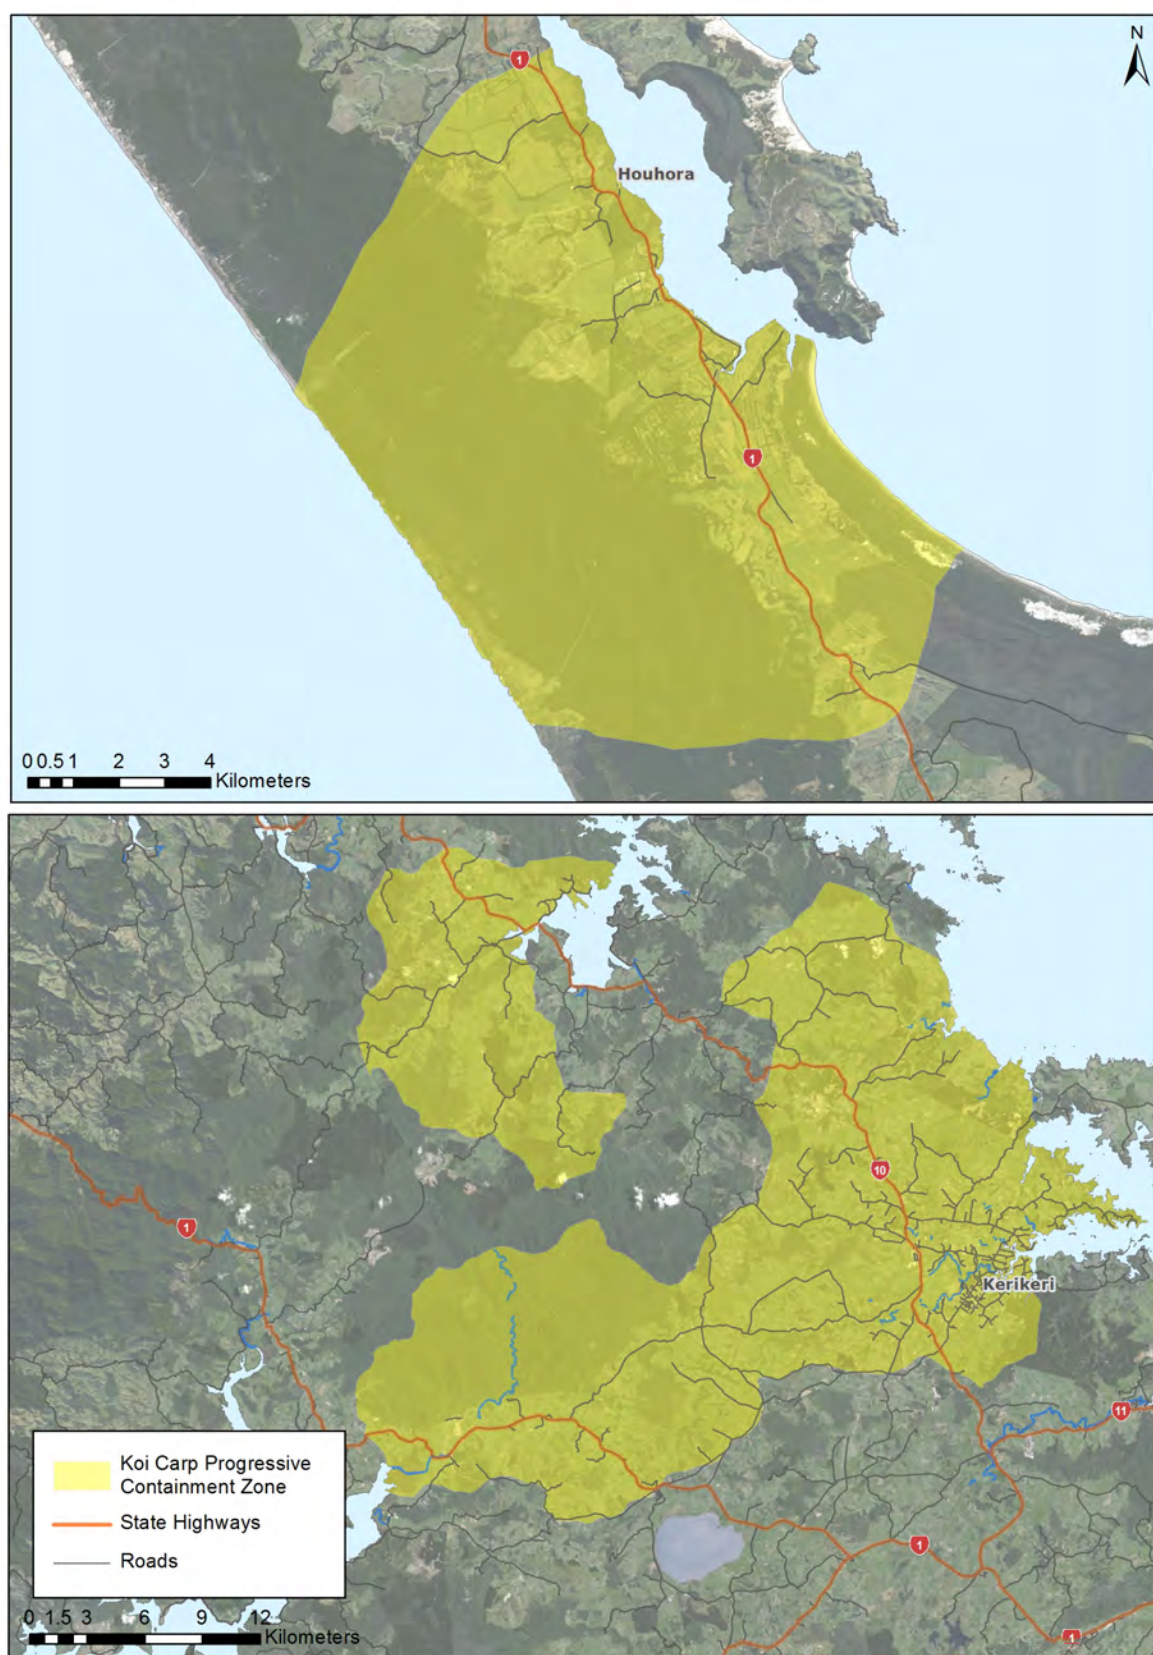 N
1
Houhora
1
0 0.5 1 2 3 4
Kilometers
10
1
Kerikeri
11
Koi Carp Progressive
Containment Zone
State Highways
Roads
1
1
0 1.5 3 6 9 12
Kilometers